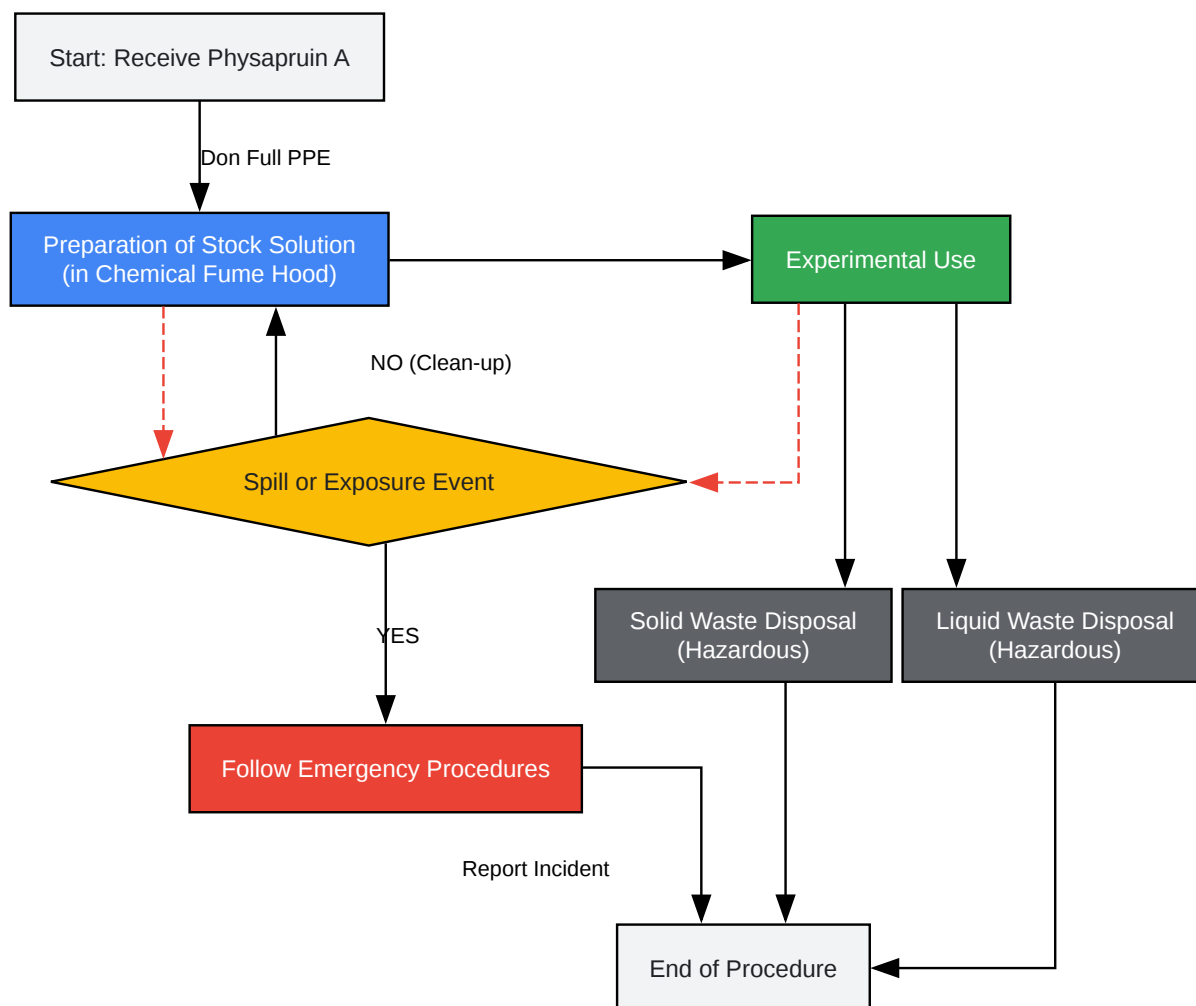 Start: Receive Physapruin A
Don Full PPE
Preparation of Stock Solution
(in Chemical Fume Hood)
Experimental Use
NO (Clean-up)
Spill or Exposure Event
YES
Solid Waste Disposal
(Hazardous)
Liquid Waste Disposal
(Hazardous)
Follow Emergency Procedures
Report Incident
End of Procedure